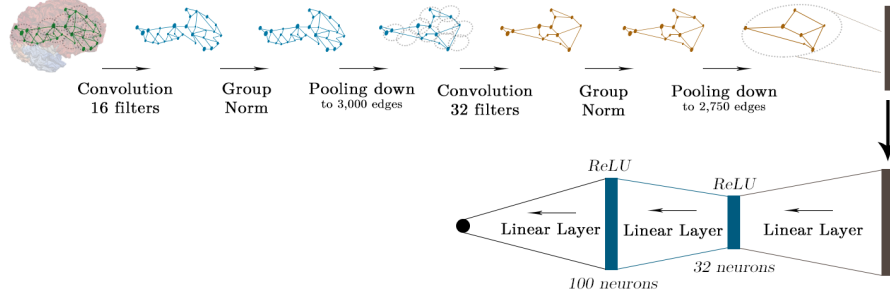 Convolution
16 filters
Group
Norm
Pooling down
to 3,000 edges
Convolution
32 filters
Group
Norm
Pooling down
to 2,750 edges
ReLU
ReLU
Linear Layer
Linear Layer
Linear Layer
32 neurons
100 neurons